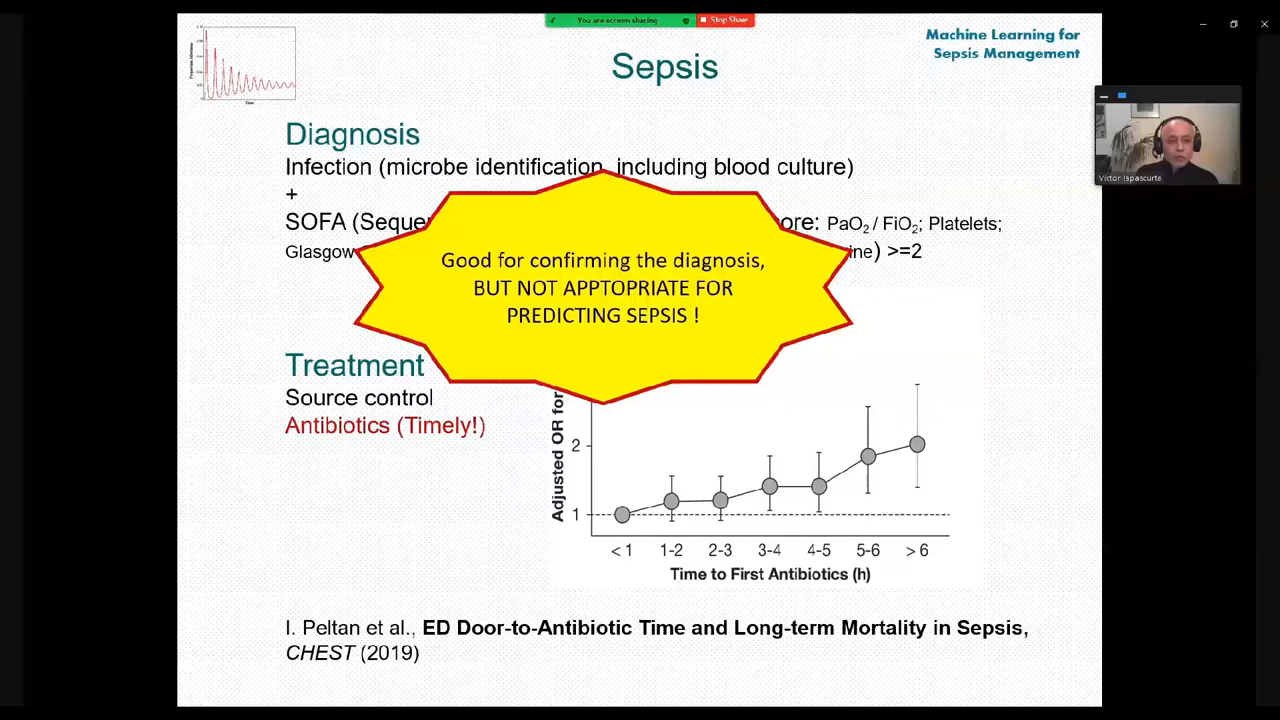 You are screen sharing
Stop Share
Machine Learning for
Sepsis Management
Sepsis
Time
Diagnosis
Infection (microbe identification, including blood culture)
+
SOFA (Seque ore: PaO2 / FiO2; Platelets;
Glasgow ine) >=2
Good for confirming the diagnosis,
BUT NOT APPTOPRIATE FOR
PREDICTING SEPSIS !
Victor Iapascurta
Treatment
Source control
Antibiotics (Timely!)
Adjusted OR for
2
1
< 1 1-2 2-3 3-4 4-5 5-6 > 6
Time to First Antibiotics (h)
I. Peltan et al., ED Door-to-Antibiotic Time and Long-term Mortality in Sepsis,
CHEST (2019)